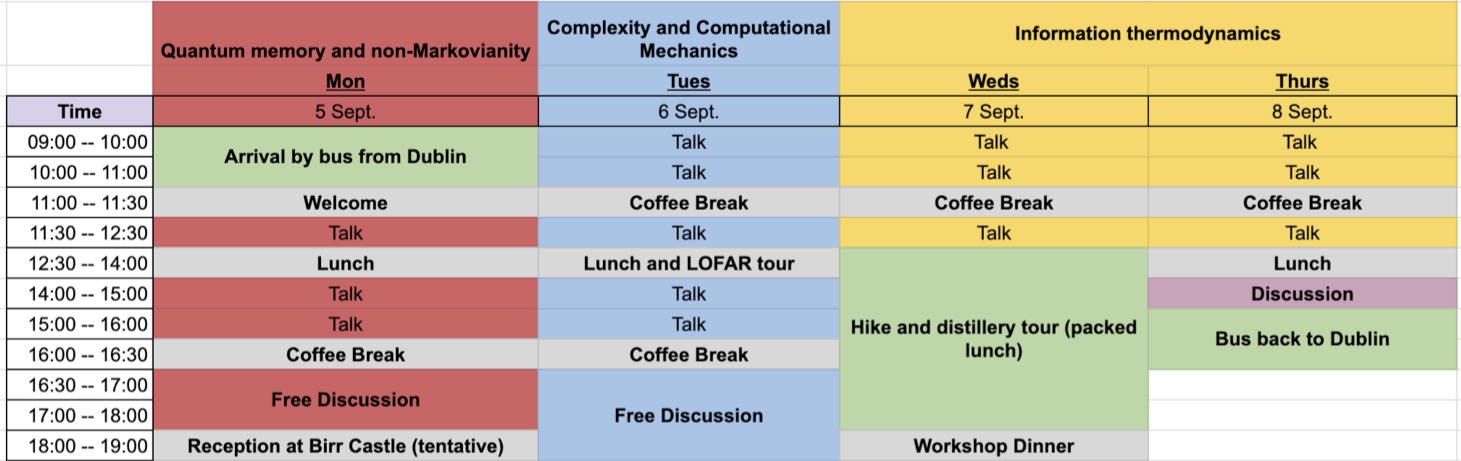 Quantum memory and non-Markovianity
Complexity and Computational
Mechanics
Information thermodynamics
Mon
Tues
Weds
Thurs
Time
5 Sept.
6 Sept.
7 Sept.
8 Sept.
09:00 -- 10:00
Arrival by bus from Dublin
Talk
Talk
Talk
10:00 -- 11:00
Talk
Talk
Talk
11:00 -- 11:30
Welcome
Coffee Break
Coffee Break
Coffee Break
11:30 -- 12:30
Talk
Talk
Talk
Talk
12:30 -- 14:00
Lunch
Lunch and LOFAR tour
Hike and distillery tour (packed
lunch)
Lunch
14:00 -- 15:00
Talk
Talk
Discussion
15:00 -- 16:00
Talk
Talk
Bus back to Dublin
16:00 -- 16:30
Coffee Break
Coffee Break
16:30 -- 17:00
Free Discussion
Free Discussion
17:00 -- 18:00
18:00 -- 19:00
Reception at Birr Castle (tentative)
Workshop Dinner